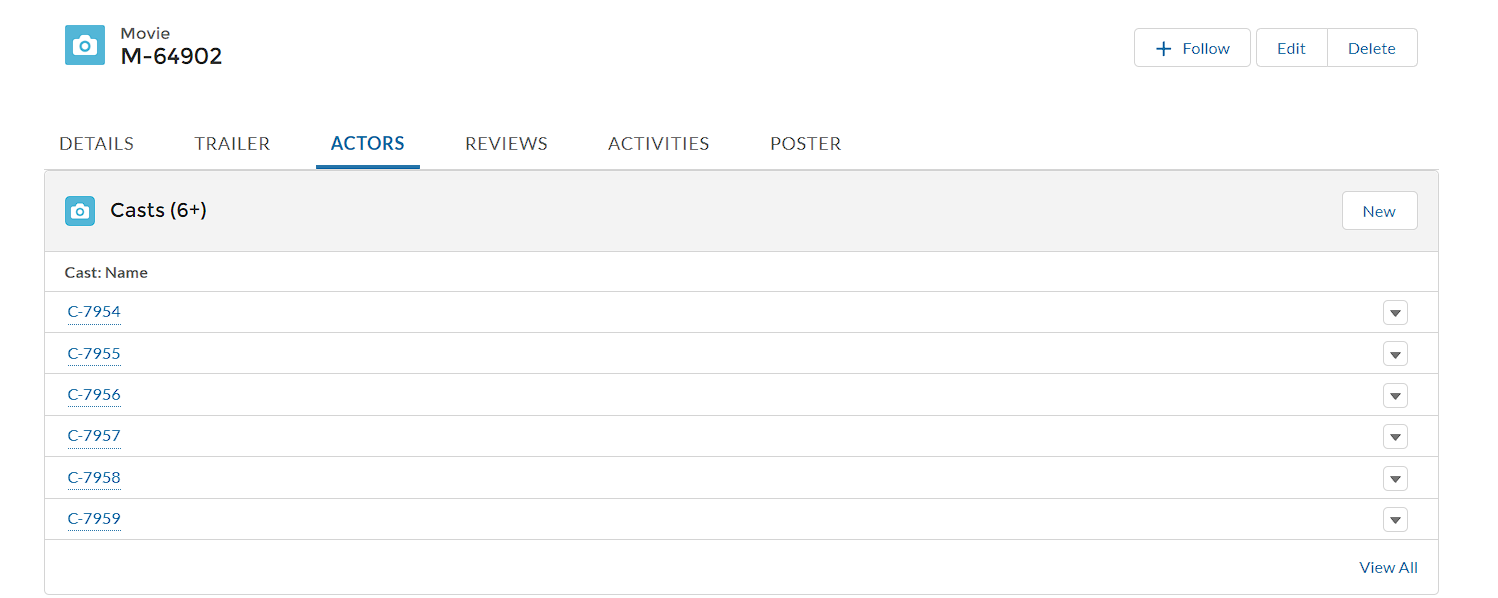 Movie
M-64902
Follow Edit Delete
DETAILS TRAILER ACTORS REVIEWS ACTIVITIES POSTER
Casts (6+) New
Cast: Name
C-7954
C-7955
C-7956
C-7957
C-7958
C-7959
View All